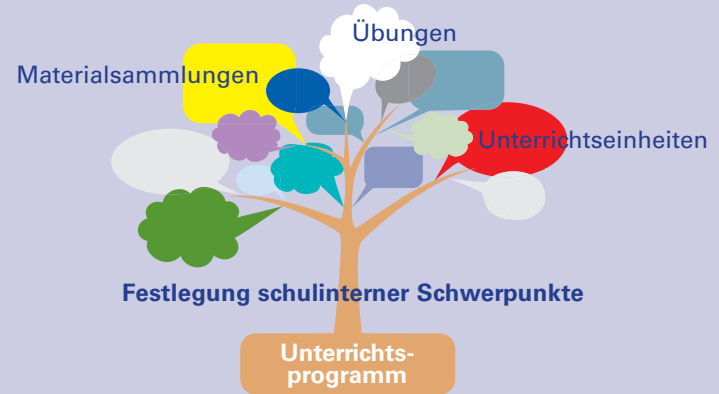 Übungen
Materialsammlungen
Unterrichtseinheiten
Festlegung schulinterner Schwerpunkte
Unterrichts-
programm